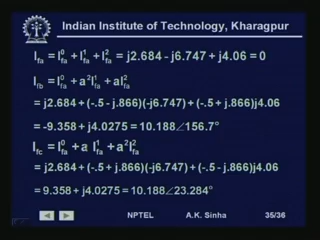 Indian Institute of Technology, Kharagpur
I_fa = I⁰_fa + I¹_fa + I²_fa = j2.684 - j6.747 + j4.06 = 0
I_fb = I⁰_fa + a²I¹_fa + aI²_fa
= j2.684 + (-.5 - j.866)(-j6.747) + (-.5 + j.866)j4.06
= -9.358 + j4.0275 = 10.188∠156.7°
I_fc = I⁰_fa + a I¹_fa + a²I²_fa
= j2.684 + (-.5 + j.866)(-j6.747) + (-.5 - j.866)j4.06
= 9.358 + j4.0275 = 10.188∠23.284°
NPTEL A.K. Sinha 35/36